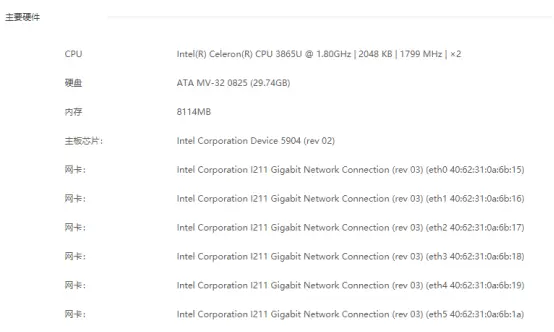 主要硬件
CPU Intel(R) Celeron(R) CPU 3865U @ 1.80GHz | 2048 KB | 1799 MHz | ×2
硬盘 ATA MV-32 0825 (29.74GB)
内存 8114MB
主板芯片: Intel Corporation Device 5904 (rev 02)
网卡: Intel Corporation I211 Gigabit Network Connection (rev 03) (eth0 40:62:31:0a:6b:15)
网卡: Intel Corporation I211 Gigabit Network Connection (rev 03) (eth1 40:62:31:0a:6b:16)
网卡: Intel Corporation I211 Gigabit Network Connection (rev 03) (eth2 40:62:31:0a:6b:17)
网卡: Intel Corporation I211 Gigabit Network Connection (rev 03) (eth3 40:62:31:0a:6b:18)
网卡: Intel Corporation I211 Gigabit Network Connection (rev 03) (eth4 40:62:31:0a:6b:19)
网卡: Intel Corporation I211 Gigabit Network Connection (rev 03) (eth5 40:62:31:0a:6b:1a)